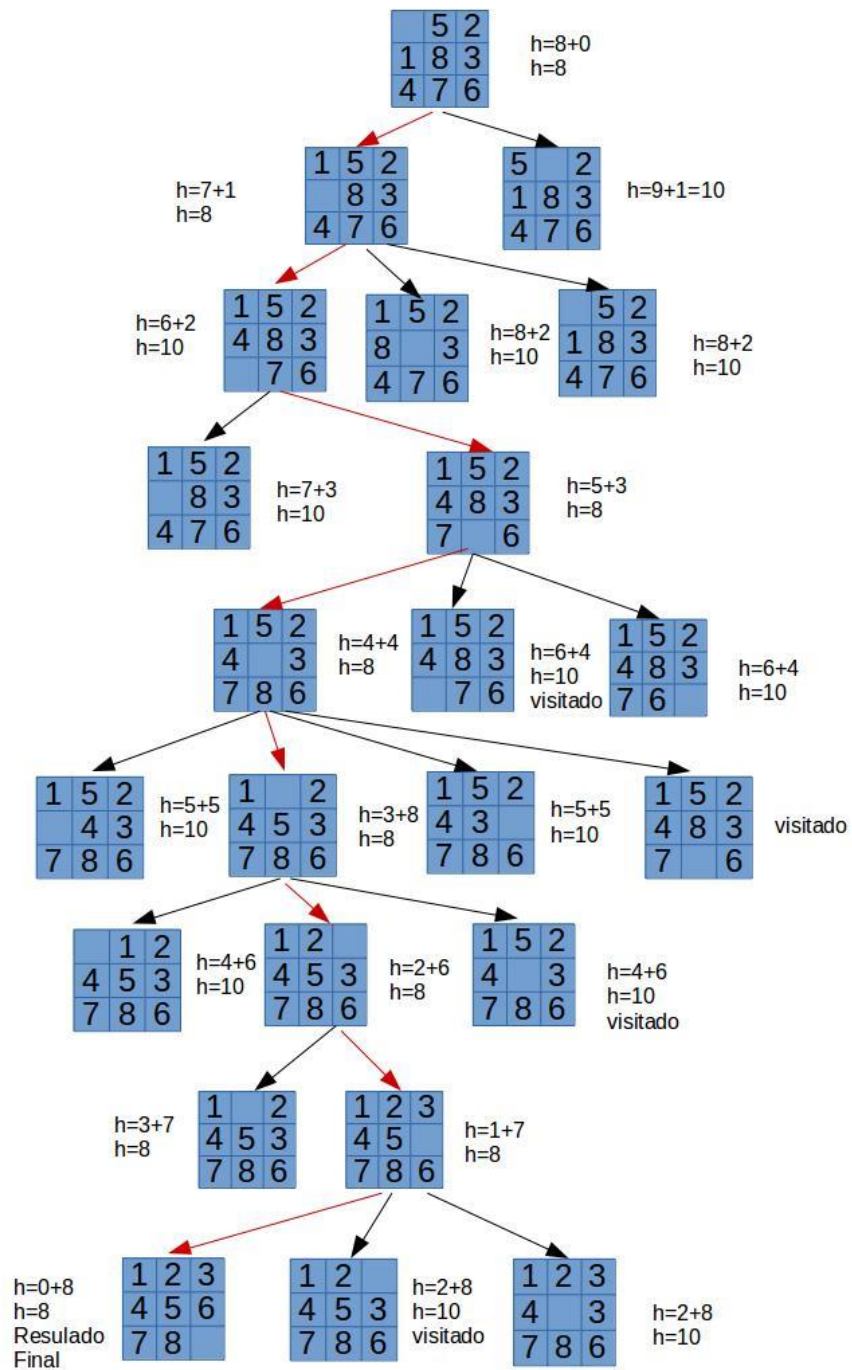 5 2
1 8 3
4 7 6
h=8+0
h=8
h=7+1
h=8
1 5 2
8 3
4 7 6
5 2
1 8 3
4 7 6
h=9+1=10
h=6+2
h=10
1 5 2
4 8 3
7 6
1 5 2
8 3
4 7 6
h=8+2
h=10
5 2
1 8 3
4 7 6
h=8+2
h=10
1 5 2
8 3
4 7 6
h=7+3
h=10
1 5 2
4 8 3
7 6
h=5+3
h=8
1 5 2
4 3
7 8 6
h=4+4
h=8
1 5 2
4 8 3
7 6
h=6+4
h=10
visitado
1 5 2
4 8 3
7 6
h=6+4
h=10
1 5 2
4 3
7 8 6
h=5+5
h=10
1 2
4 5 3
7 8 6
h=3+8
h=8
1 5 2
4 3
7 8 6
h=5+5
h=10
1 5 2
4 8 3
7 6
visitado
1 2
4 5 3
7 8 6
h=4+6
h=10
1 2
4 5 3
7 8 6
h=2+6
h=8
1 5 2
4 3
7 8 6
h=4+6
h=10
visitado
h=3+7
h=8
1 2
4 5 3
7 8 6
1 2 3
4 5
7 8 6
h=1+7
h=8
h=0+8
h=8
Resulado
Final
1 2 3
4 5 6
7 8
1 2
4 5 3
7 8 6
h=2+8
h=10
visitado
1 2 3
4 3
7 8 6
h=2+8
h=10